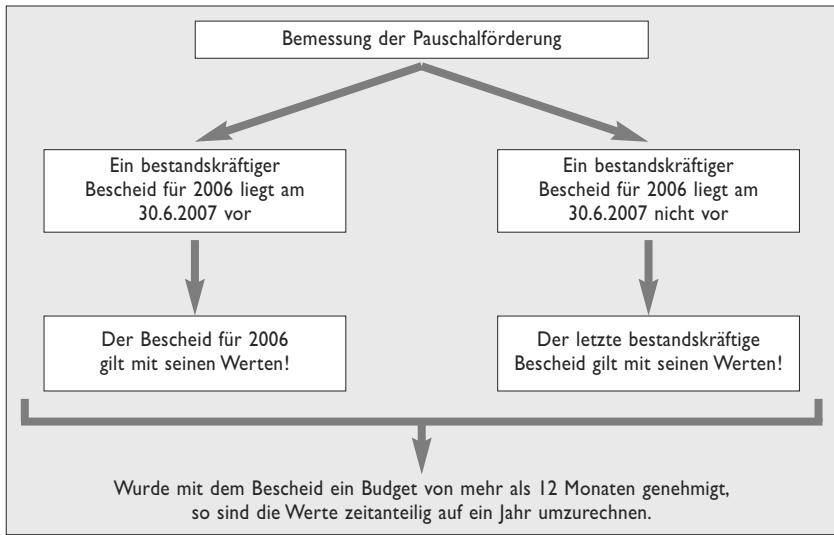 Bemessung der Pauschalförderung
Ein bestandskräftiger
Bescheid für 2006 liegt am
30.6.2007 vor
Ein bestandskräftiger
Bescheid für 2006 liegt am
30.6.2007 nicht vor
Der Bescheid für 2006
gilt mit seinen Werten!
Der letzte bestandskräftige
Bescheid gilt mit seinen Werten!
Wurde mit dem Bescheid ein Budget von mehr als 12 Monaten genehmigt,
so sind die Werte zeitanteilig auf ein Jahr umzurechnen.